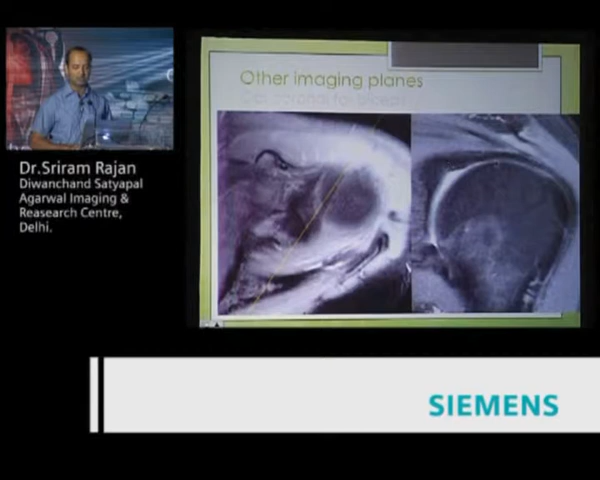 Other imaging planes
Dr.Sriram Rajan
Diwanchand Satyapal
Agarwal Imaging &
Reasearch Centre,
Delhi.
SIEMENS